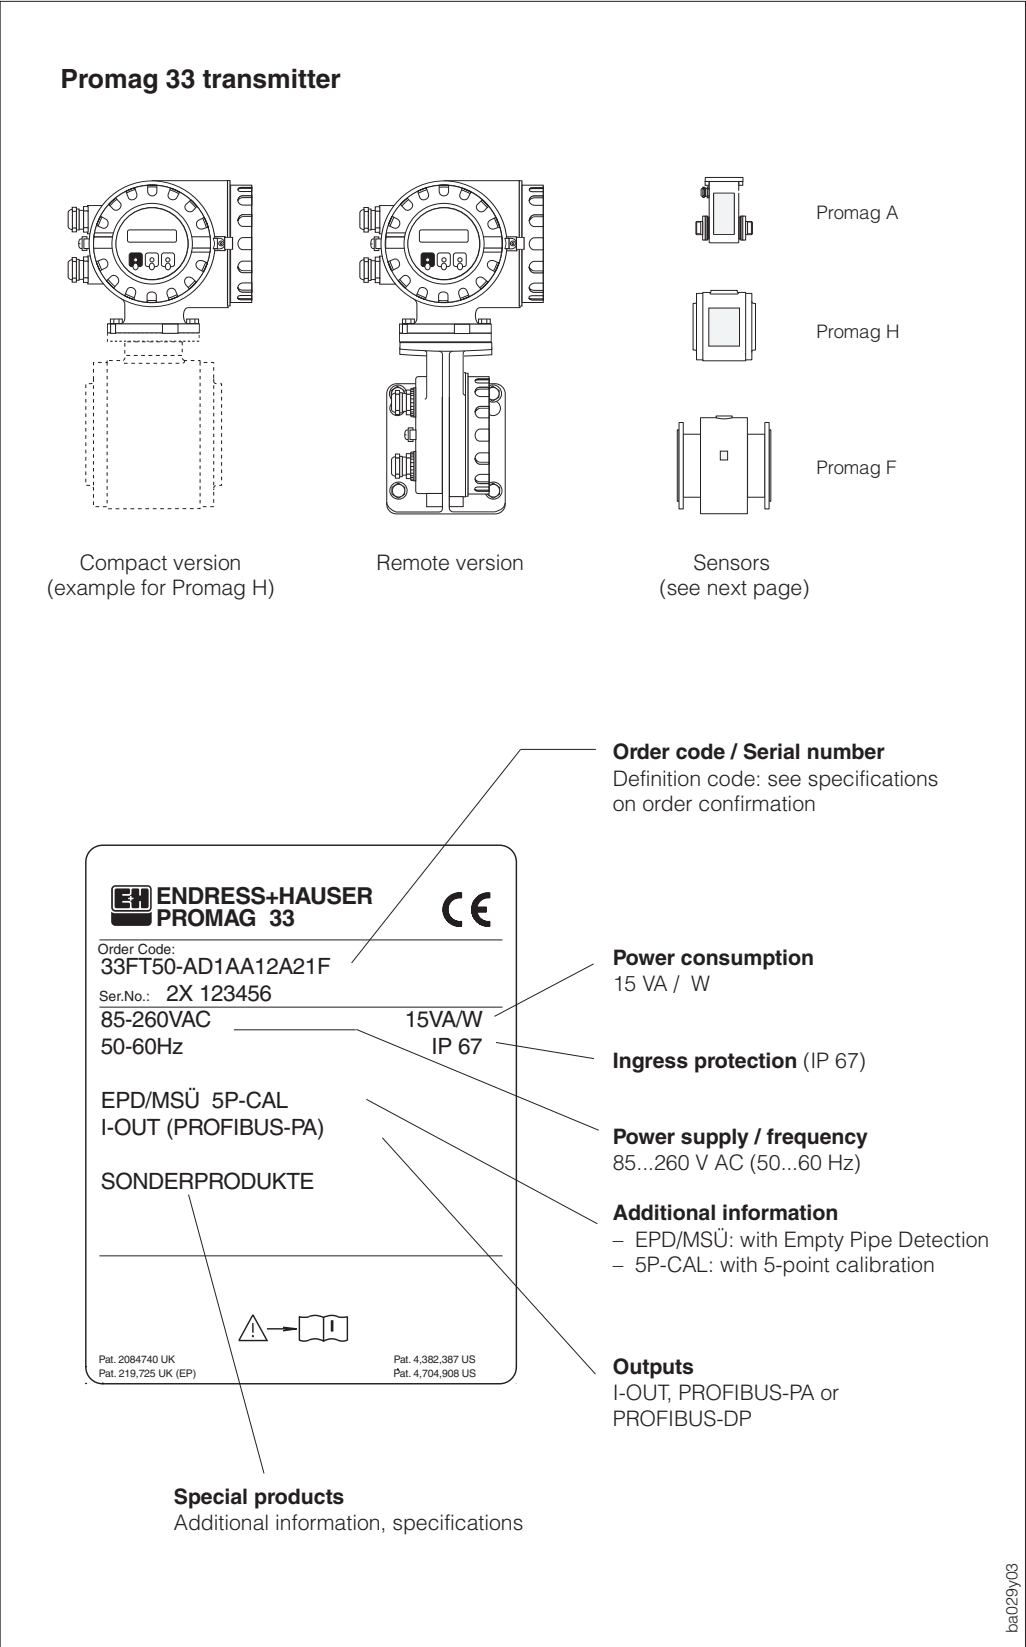 Promag 33 transmitter
Promag A
Promag H
Promag F
Compact version
(example for Promag H)
Remote version
Sensors
(see next page)
Order code / Serial number
Definition code: see specifications
on order confirmation
E+H ENDRESS+HAUSER
PROMAG 33
CE
Order Code:
33FT50-AD1AA12A21F
Ser.No.: 2X 123456
85-260VAC 15VA/W
50-60Hz IP 67
EPD/MSÜ 5P-CAL
I-OUT (PROFIBUS-PA)
SONDERPRODUKTE
Pat. 2084740 UK Pat. 4,382,387 US
Pat. 219,725 UK (EP) Pat. 4,704,908 US
Power consumption
15 VA / W
Ingress protection (IP 67)
Power supply / frequency
85...260 V AC (50...60 Hz)
Additional information
– EPD/MSÜ: with Empty Pipe Detection
– 5P-CAL: with 5-point calibration
Outputs
I-OUT, PROFIBUS-PA or
PROFIBUS-DP
Special products
Additional information, specifications
ba029y03